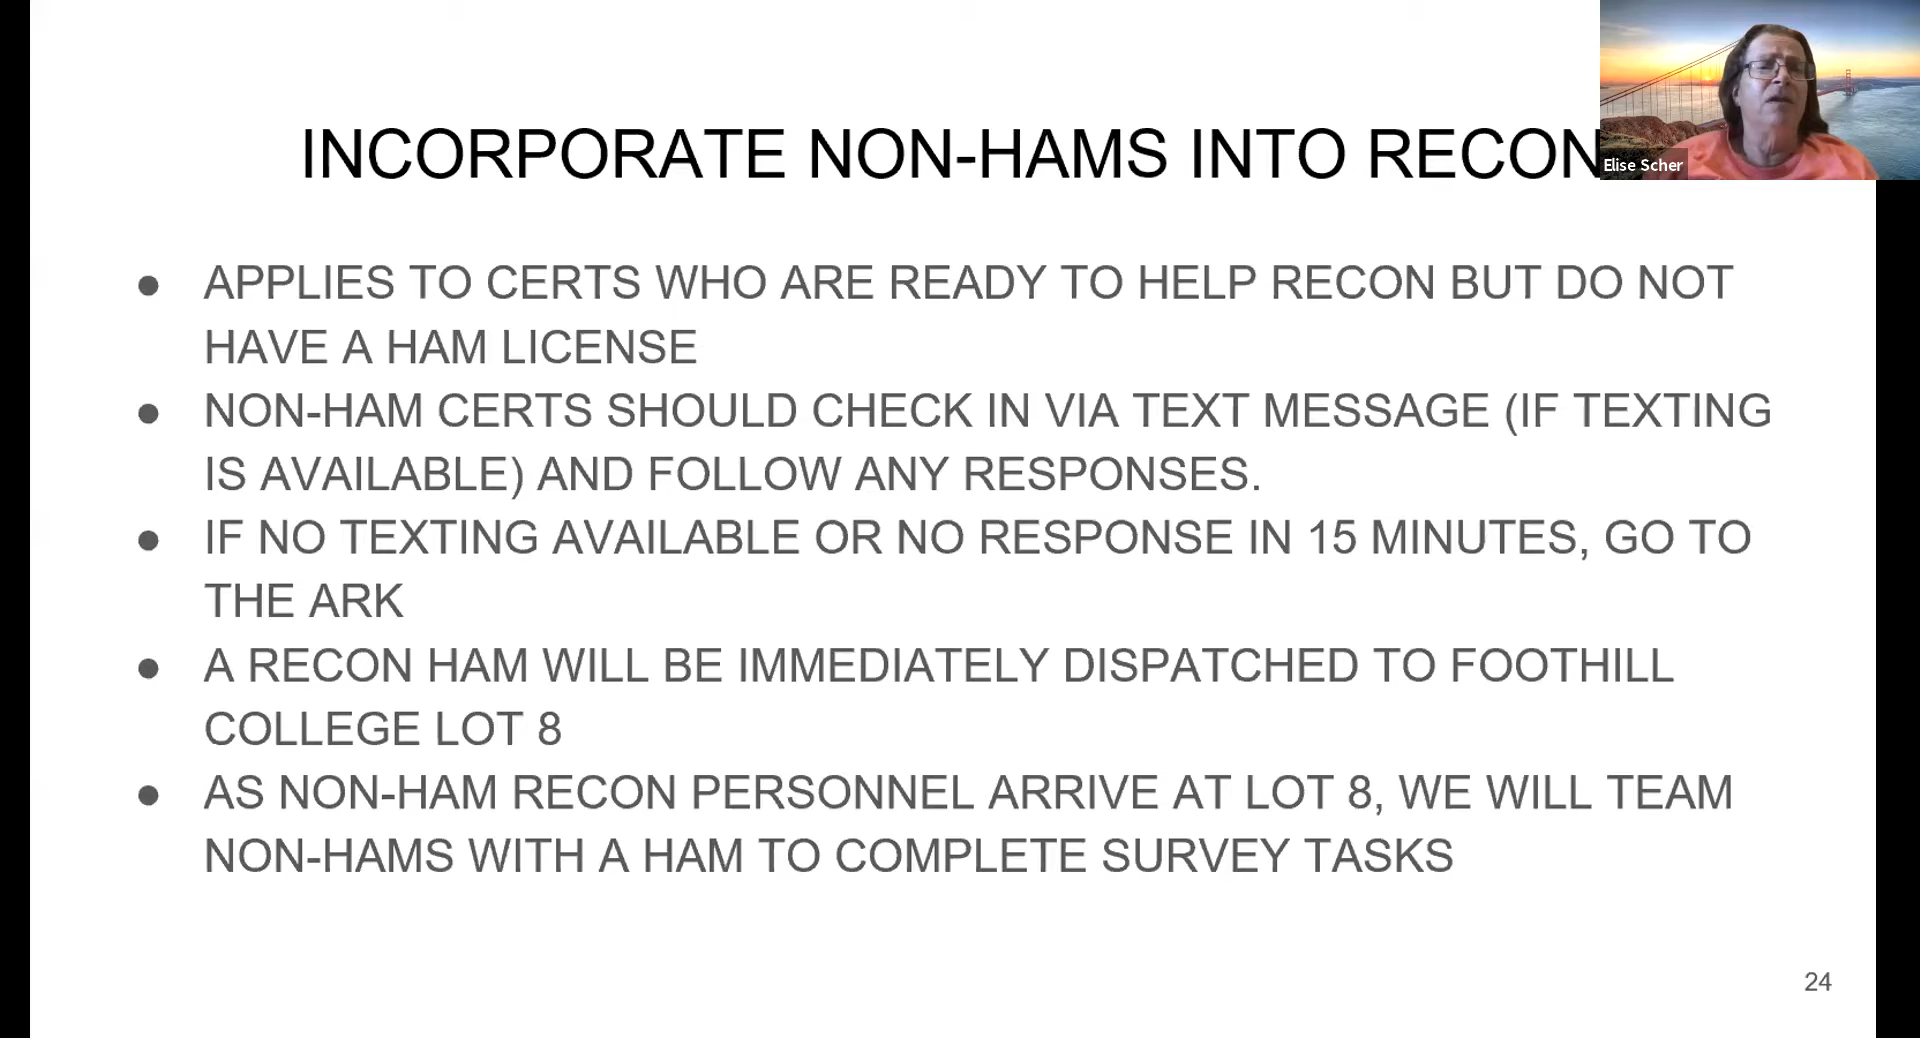 INCORPORATE NON-HAMS INTO RECON
Elise Scher
● APPLIES TO CERTS WHO ARE READY TO HELP RECON BUT DO NOT
HAVE A HAM LICENSE
● NON-HAM CERTS SHOULD CHECK IN VIA TEXT MESSAGE (IF TEXTING
IS AVAILABLE) AND FOLLOW ANY RESPONSES.
● IF NO TEXTING AVAILABLE OR NO RESPONSE IN 15 MINUTES, GO TO
THE ARK
● A RECON HAM WILL BE IMMEDIATELY DISPATCHED TO FOOTHILL
COLLEGE LOT 8
● AS NON-HAM RECON PERSONNEL ARRIVE AT LOT 8, WE WILL TEAM
NON-HAMS WITH A HAM TO COMPLETE SURVEY TASKS
24